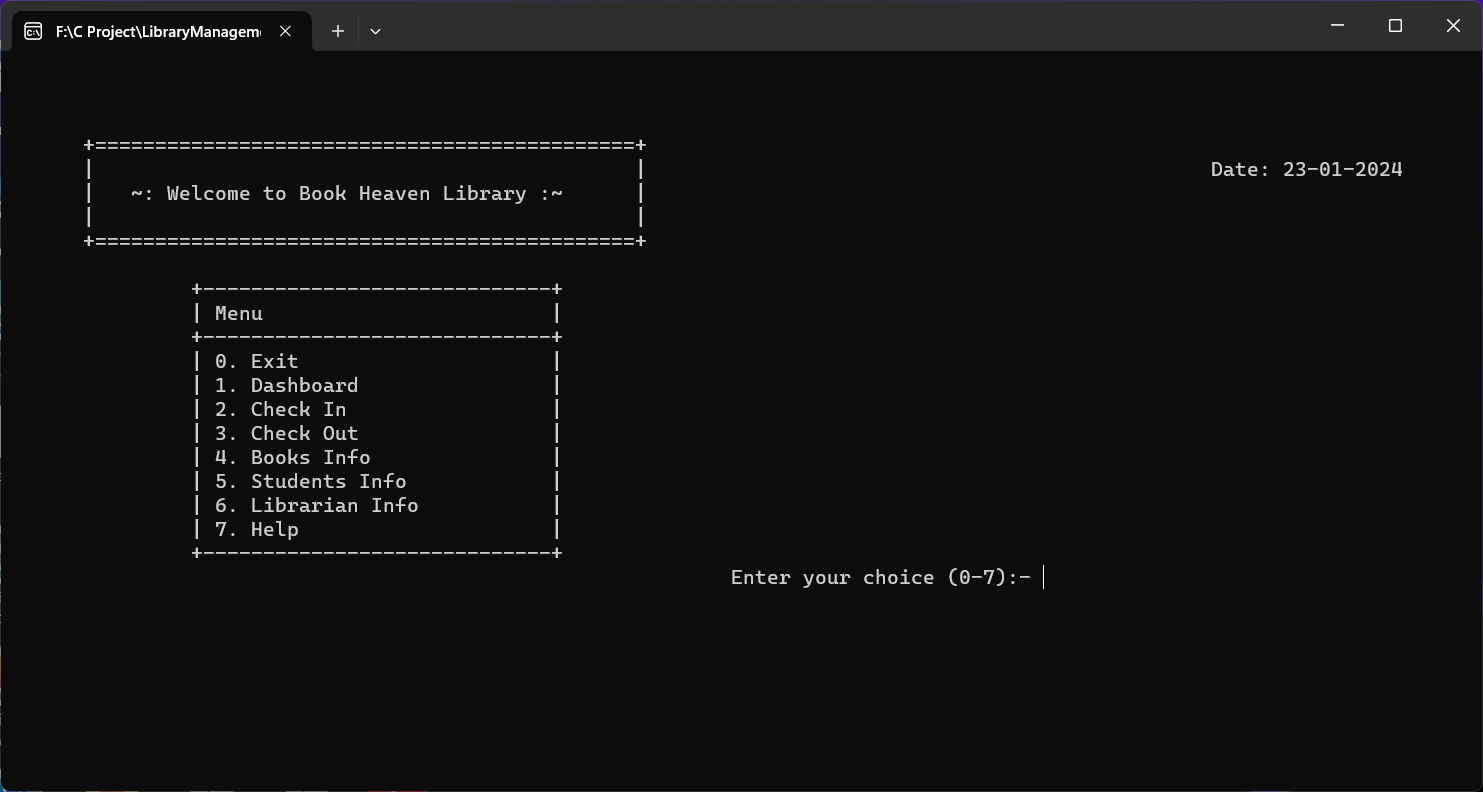 F:\C Project\LibraryManagem
+=============================================+
| |
Date: 23-01-2024
| ~: Welcome to Book Heaven Library :~ |
| |
+=============================================+
+-----------------------------+
| Menu |
+-----------------------------+
| 0. Exit |
| 1. Dashboard |
| 2. Check In |
| 3. Check Out |
| 4. Books Info |
| 5. Students Info |
| 6. Librarian Info |
| 7. Help |
+-----------------------------+
Enter your choice (0-7):-